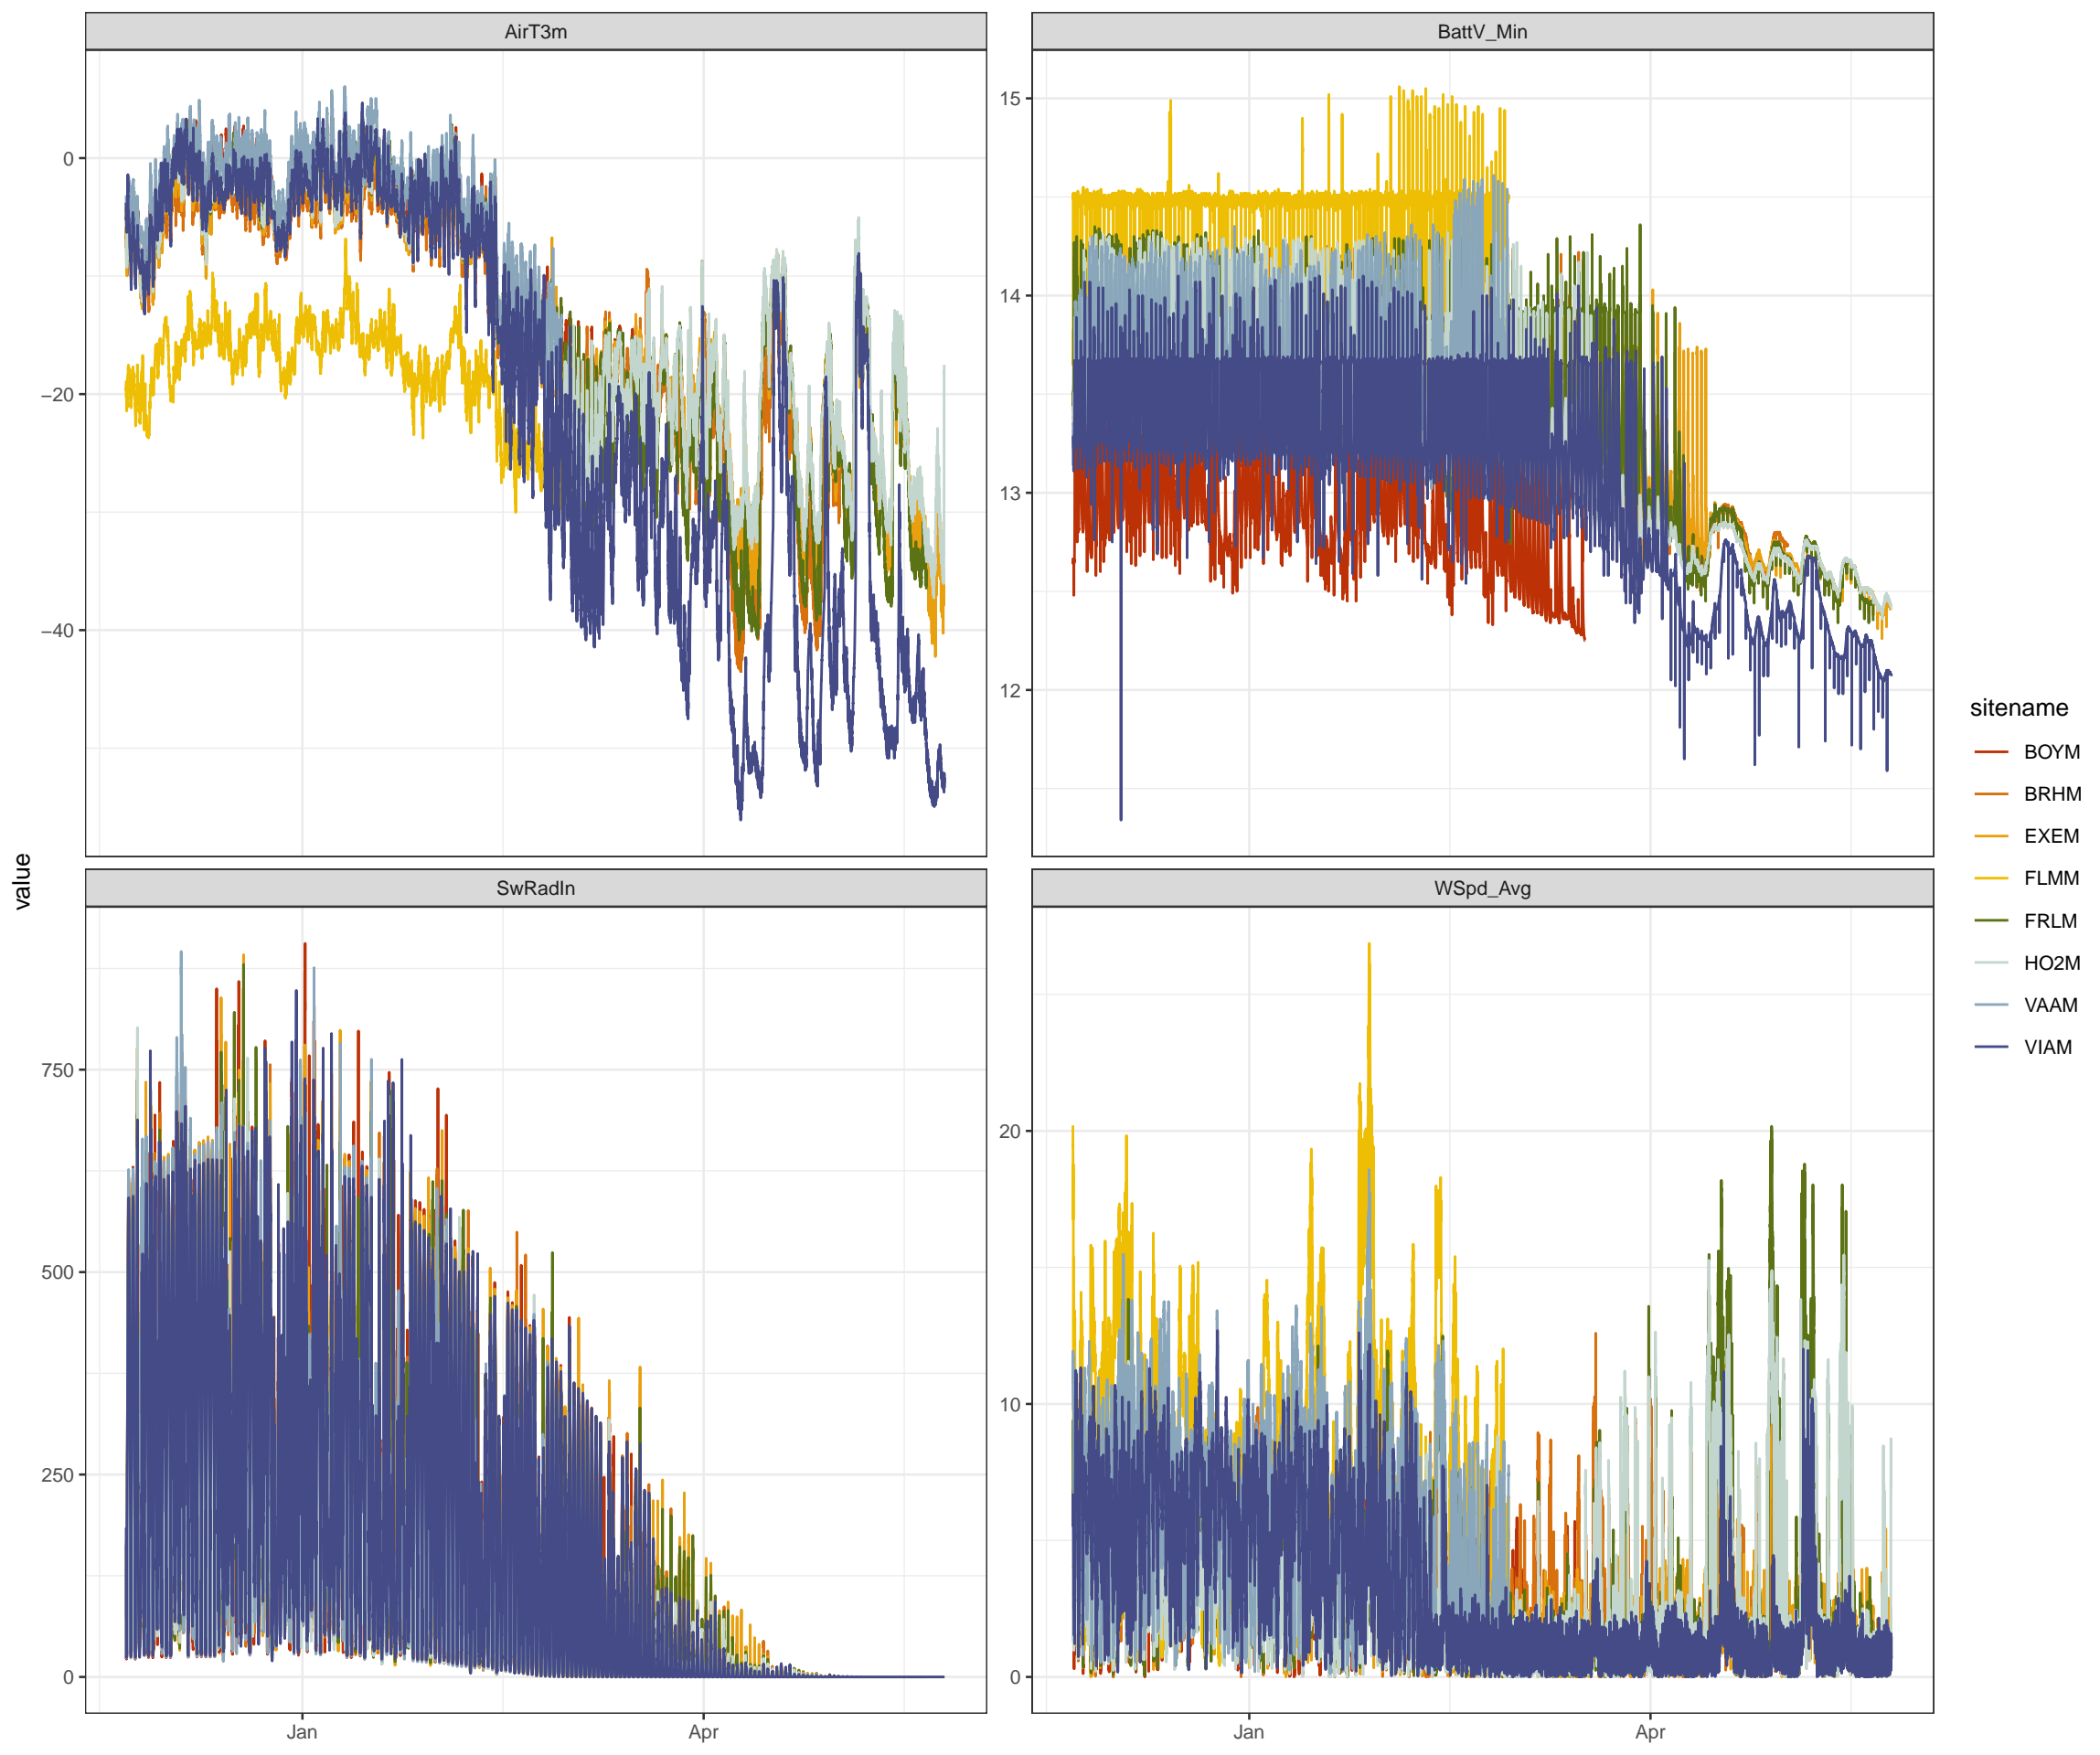 AirT3m
BattV_Min
0
−20
−40
15
14
13
12
SwRadIn
WSpd_Avg
value
750
500
250
0
20
10
0
Jan
Apr
Jan
Apr
sitename
BOYM
BRHM
EXEM
FLMM
FRLM
HO2M
VAAM
VIAM